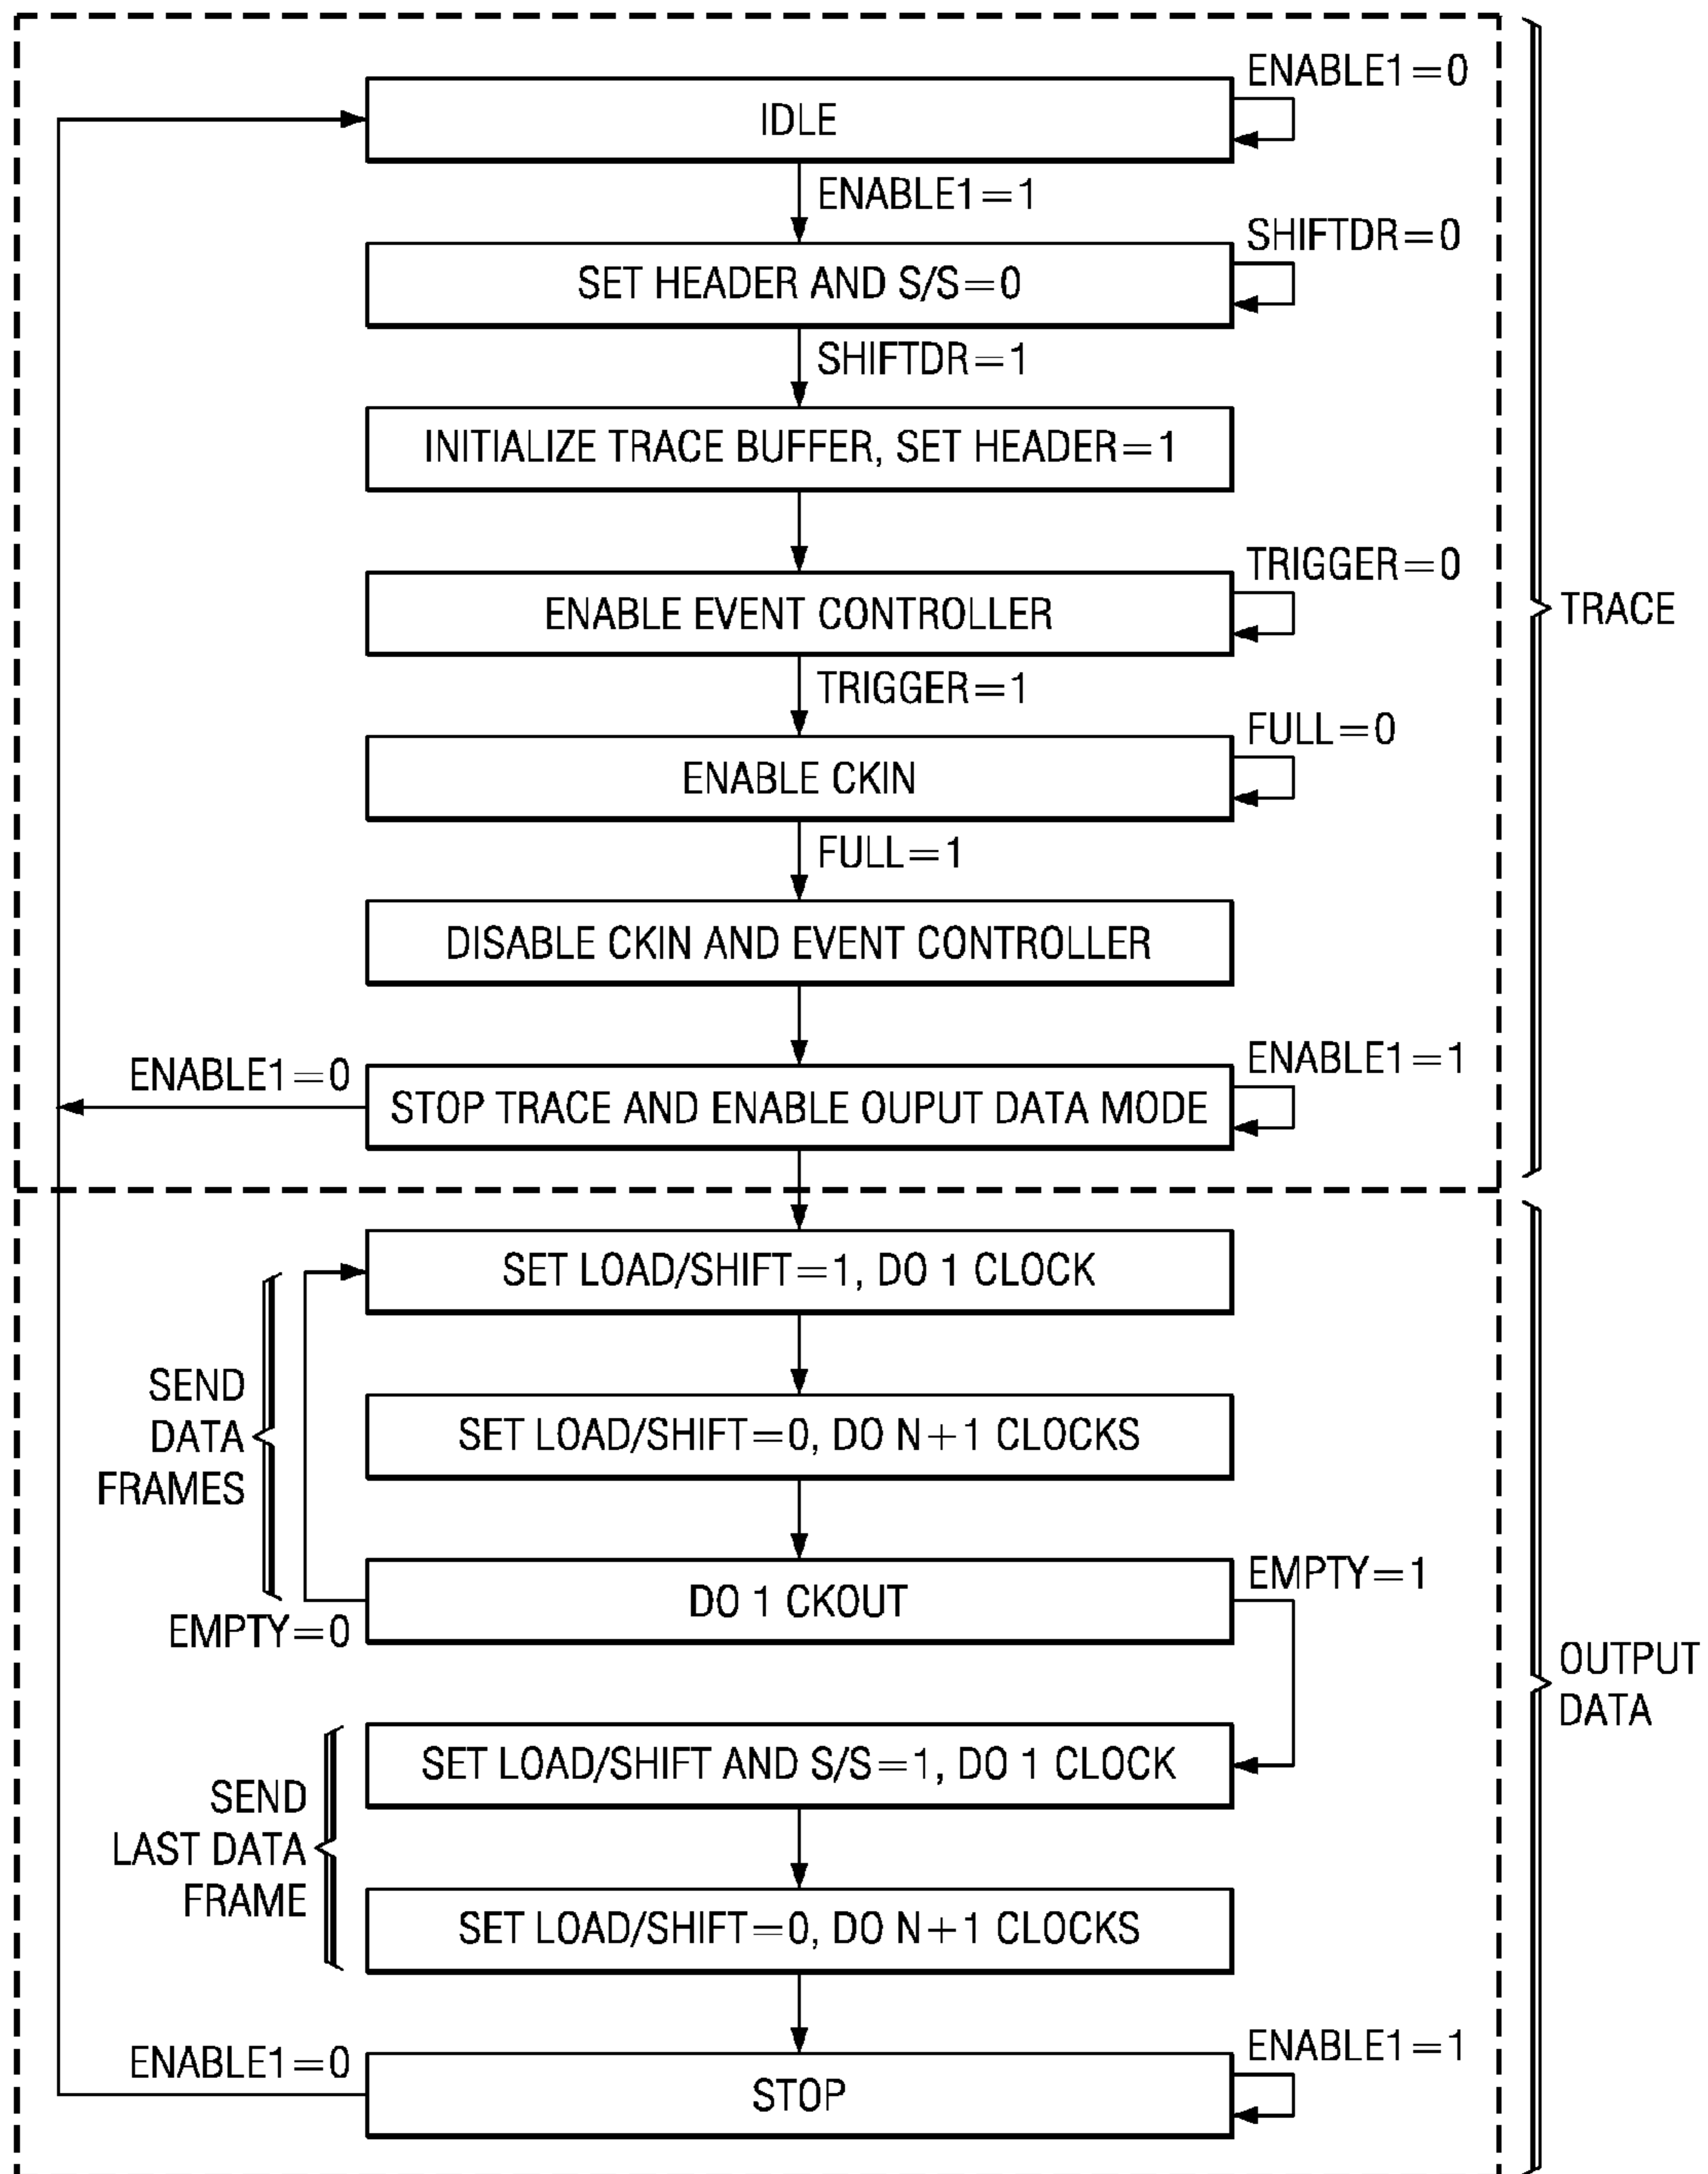 ENABLE1=0
IDLE
ENABLE1=1
SHIFTDR=0
SET HEADER AND S/S=0
SHIFTDR=1
INITIALIZE TRACE BUFFER, SET HEADER=1
TRIGGER=0
ENABLE EVENT CONTROLLER
TRACE
TRIGGER=1
FULL=0
ENABLE CKIN
FULL=1
DISABLE CKIN AND EVENT CONTROLLER
ENABLE1=0
ENABLE1=1
STOP TRACE AND ENABLE OUPUT DATA MODE
SET LOAD/SHIFT=1, DO 1 CLOCK
SEND
DATA
FRAMES
SET LOAD/SHIFT=0, DO N+1 CLOCKS
EMPTY=1
DO 1 CKOUT
EMPTY=0
OUTPUT
DATA
SET LOAD/SHIFT AND S/S=1, DO 1 CLOCK
SEND
LAST DATA
FRAME
SET LOAD/SHIFT=0, DO N+1 CLOCKS
ENABLE1=0
ENABLE1=1
STOP